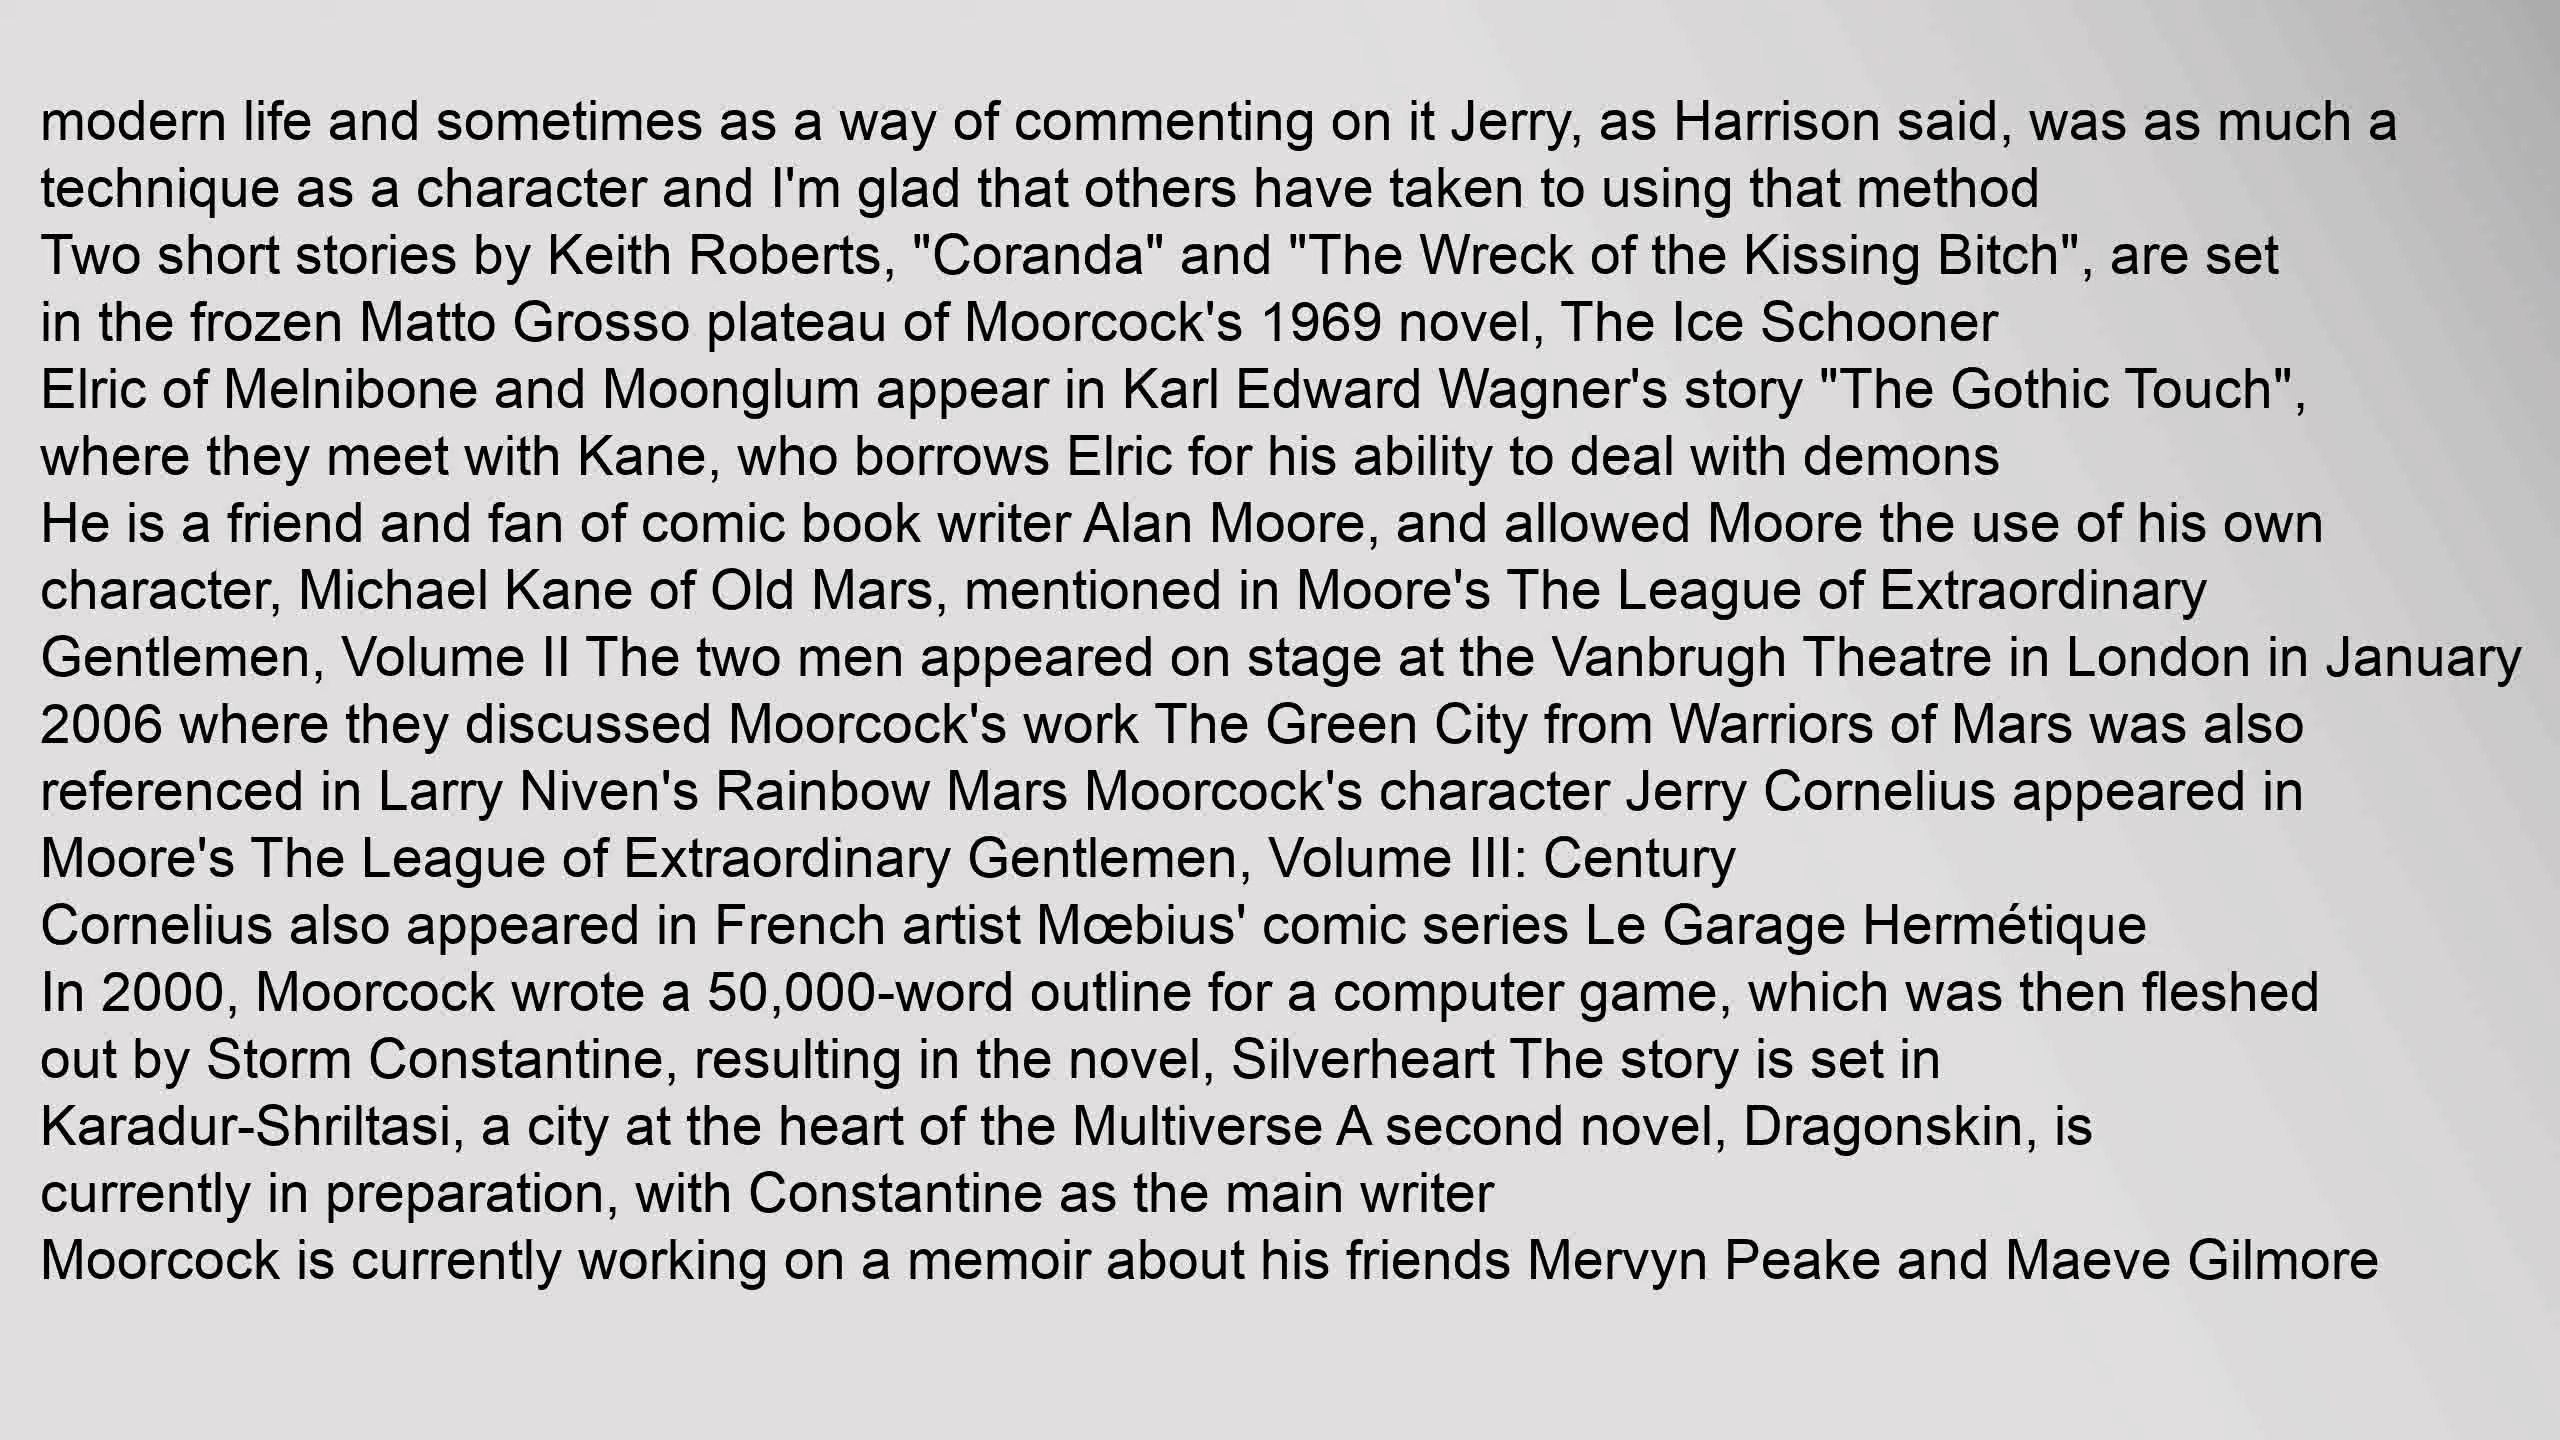 modern life and sometimes as a way of commenting on it Jerry, as Harrison said, was as much a
technique as a character and I'm glad that others have taken to using that method
Two short stories by Keith Roberts, "Coranda" and "The Wreck of the Kissing Bitch", are set
in the frozen Matto Grosso plateau of Moorcock's 1969 novel, The Ice Schooner
Elric of Melnibone and Moonglum appear in Karl Edward Wagner's story "The Gothic Touch",
where they meet with Kane, who borrows Elric for his ability to deal with demons
He is a friend and fan of comic book writer Alan Moore, and allowed Moore the use of his own
character, Michael Kane of Old Mars, mentioned in Moore's The League of Extraordinary
Gentlemen, Volume II The two men appeared on stage at the Vanbrugh Theatre in London in January
2006 where they discussed Moorcock's work The Green City from Warriors of Mars was also
referenced in Larry Niven's Rainbow Mars Moorcock's character Jerry Cornelius appeared in
Moore's The League of Extraordinary Gentlemen, Volume III: Century
Cornelius also appeared in French artist Mœbius' comic series Le Garage Hermétique
In 2000, Moorcock wrote a 50,000-word outline for a computer game, which was then fleshed
out by Storm Constantine, resulting in the novel, Silverheart The story is set in
Karadur-Shriltasi, a city at the heart of the Multiverse A second novel, Dragonskin, is
currently in preparation, with Constantine as the main writer
Moorcock is currently working on a memoir about his friends Mervyn Peake and Maeve Gilmore